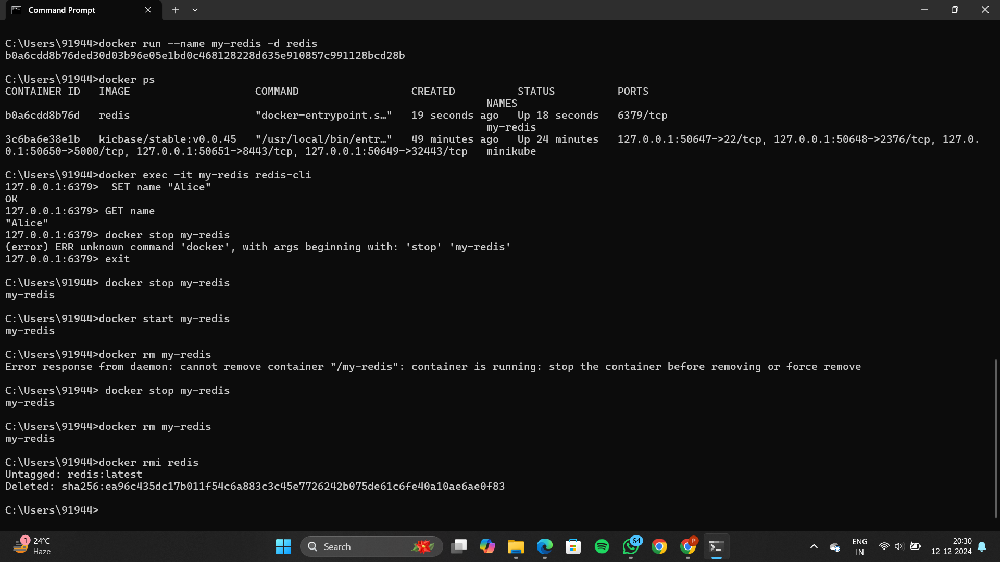 Command Prompt
C:\Users\91944>docker run --name my-redis -d redis
b0a6cdd8b76ded30d03b96e05e1bd0c468128228d635e910857c991128bcd28b
C:\Users\91944>docker ps
CONTAINER ID   IMAGE                    COMMAND                  CREATED          STATUS          PORTS
NAMES
b0a6cdd8b76d   redis                    "docker-entrypoint.s…"   19 seconds ago   Up 18 seconds   6379/tcp
my-redis
3c6ba6e38e1b   kicbase/stable:v0.0.45   "/usr/local/bin/entr…"   49 minutes ago   Up 24 minutes   127.0.0.1:50647->22/tcp, 127.0.0.1:50648->2376/tcp, 127.0.
0.1:50650->5000/tcp, 127.0.0.1:50651->8443/tcp, 127.0.0.1:50649->32443/tcp   minikube
C:\Users\91944>docker exec -it my-redis redis-cli
127.0.0.1:6379>  SET name "Alice"
OK
127.0.0.1:6379> GET name
"Alice"
127.0.0.1:6379> docker stop my-redis
(error) ERR unknown command 'docker', with args beginning with: 'stop' 'my-redis'
127.0.0.1:6379> exit
C:\Users\91944> docker stop my-redis
my-redis
C:\Users\91944>docker start my-redis
my-redis
C:\Users\91944>docker rm my-redis
Error response from daemon: cannot remove container "/my-redis": container is running: stop the container before removing or force remove
C:\Users\91944> docker stop my-redis
my-redis
C:\Users\91944>docker rm my-redis
my-redis
C:\Users\91944>docker rmi redis
Untagged: redis:latest
Deleted: sha256:ea96c435dc17b011f54c6a883c3c45e7726242b075de61c6fe40a10ae6ae0f83
C:\Users\91944>
1
24°C
Haze
Search
64
P
ENG
IN
20:30
12-12-2024